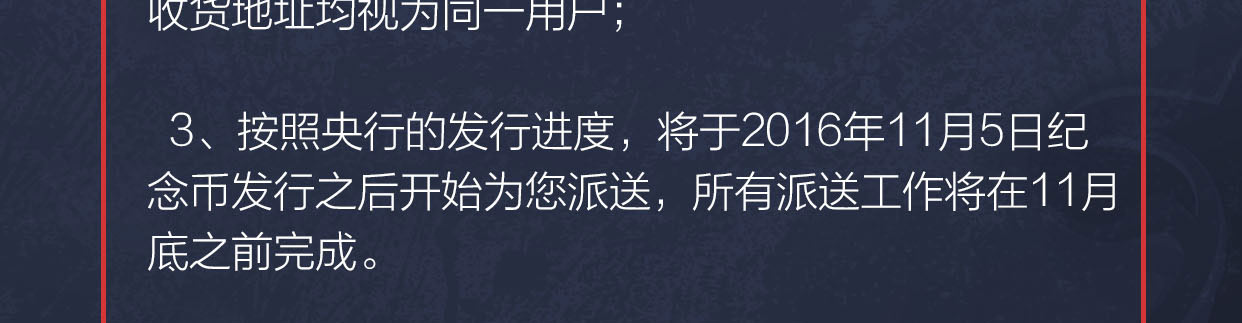 收货地址均视为同一用户；
3、按照央行的发行进度，将于2016年11月5日纪
念币发行之后开始为您派送，所有派送工作将在11月
底之前完成。